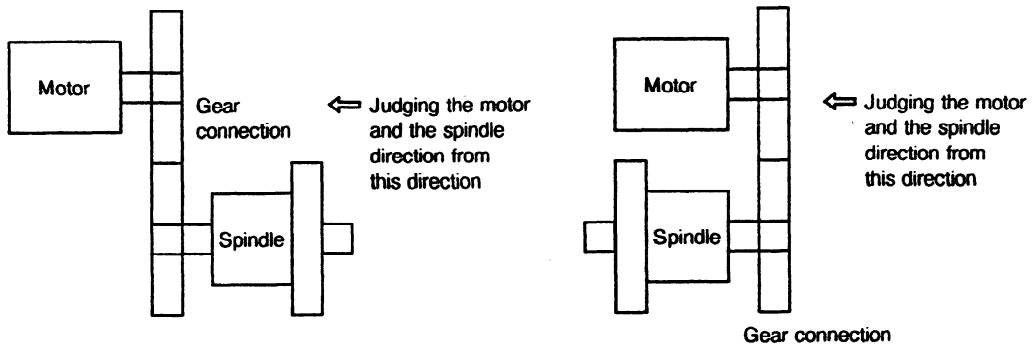 Motor
Gear
connection
Judging the motor
and the spindle
direction from
this direction
Spindle
Motor
Judging the motor
and the spindle
direction from
this direction
Spindle
Gear connection